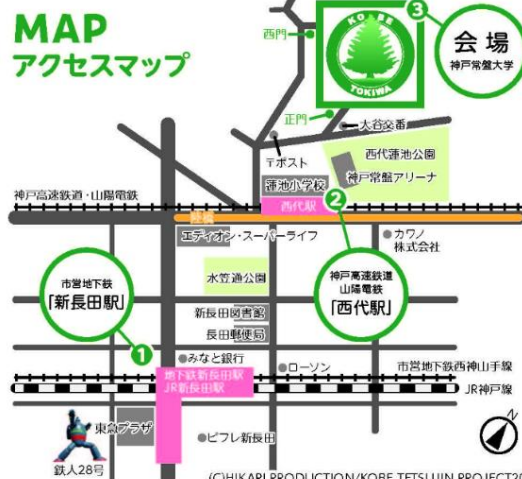 MAP
アクセスマップ
KOBE
TOKIWA
3
会場
神戸常盤大学
西門
正門
大谷交番
〒ポスト
西代蓮池公園
蓮池小学校
神戸常盤アリーナ
神戸高速鉄道・山陽電鉄
西代駅
2
陸橋
エディオン・スーパーライフ
カワノ
株式会社
市営地下鉄
「新長田駅」
水笠通公園
神戸高速鉄道
山陽電鉄
「西代駅」
新長田図書館
長田郵便局
1
みなと銀行
ローソン
市営地下鉄西神山手線
地下鉄新長田駅
JR新長田駅
JR神戸線
東急プラザ
ピフレ新長田
鉄人28号
N
(C)HIKARI PRODUCTION/KOBE TETSUJIN PROJECT20